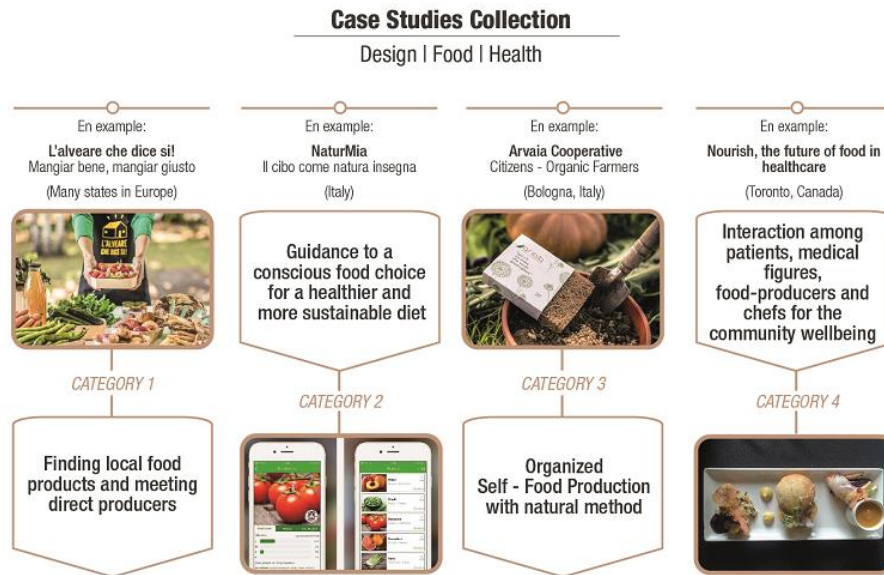 Case Studies Collection
Design | Food | Health
En example:
L'alveare che dice si!
Mangiar bene, mangiar giusto
(Many states in Europe)
L'ALVEARE
CHE DICE SI!
CATEGORY 1
Finding local food
products and meeting
direct producers
En example:
NaturMia
Il cibo come natura insegna
(Italy)
Guidance to a
conscious food choice
for a healthier and
more sustainable diet
CATEGORY 2
En example:
Arvaia Cooperative
Citizens - Organic Farmers
(Bologna, Italy)
CATEGORY 3
Organized
Self - Food Production
with natural method
En example:
Nourish, the future of food in
healthcare
(Toronto, Canada)
Interaction among
patients, medical
figures,
food-producers and
chefs for the
community wellbeing
CATEGORY 4